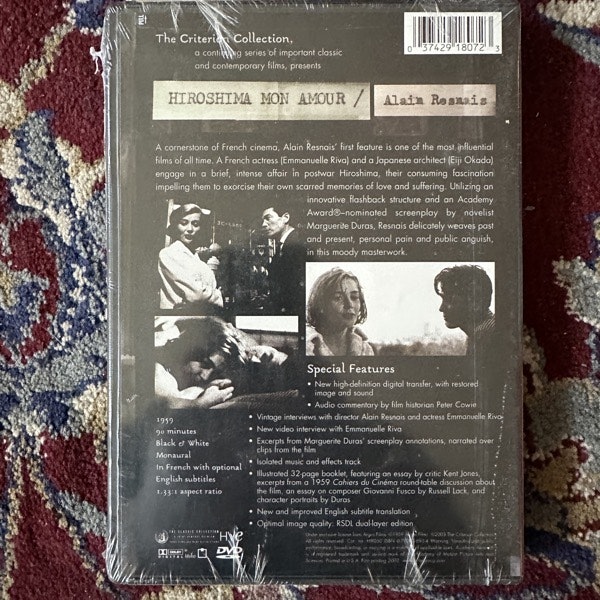 The Criterion Collection,
a continuing series of important classic
and contemporary films, presents
0 37429 18072 3
HIROSHIMA MON AMOUR / Alain Resnais
A cornerstone of French cinema, Alain Resnais' first feature is one of the most influential
films of all time. A French actress (Emmanuelle Riva) and a Japanese architect (Eiji Okada)
engage in a brief, intense affair in postwar Hiroshima, their consuming fascination
impelling them to exorcise their own scarred memories of love and suffering. Utilizing an
innovative flashback structure and an Academy
Award®–nominated screenplay by novelist
Marguerite Duras, Resnais delicately weaves past
and present, personal pain and public anguish,
in this moody masterwork.
Special Features
• New high-definition digital transfer, with restored
image and sound
• Audio commentary by film historian Peter Cowie
• Vintage interviews with director Alain Resnais and actress Emmanuelle Riva
• New video interview with Emmanuelle Riva
• Excerpts from Marguerite Duras' screenplay annotations, narrated over
clips from the film
• Isolated music and effects track
• Illustrated 32-page booklet, featuring an essay by critic Kent Jones,
excerpts from a 1959 Cahiers du Cinéma round-table discussion about
the film, an essay on composer Giovanni Fusco by Russell Lack, and
character portraits by Duras
• New and improved English subtitle translation
• Optimal image quality: RSDL dual-layer edition
1959
90 minutes
Black & White
Monaural
In French with optional
English subtitles
1.33:1 aspect ratio
THE CLASSIC COLLECTION
DOLBY DIGITAL
DVD
The Criterion Collection
All rights reserved.